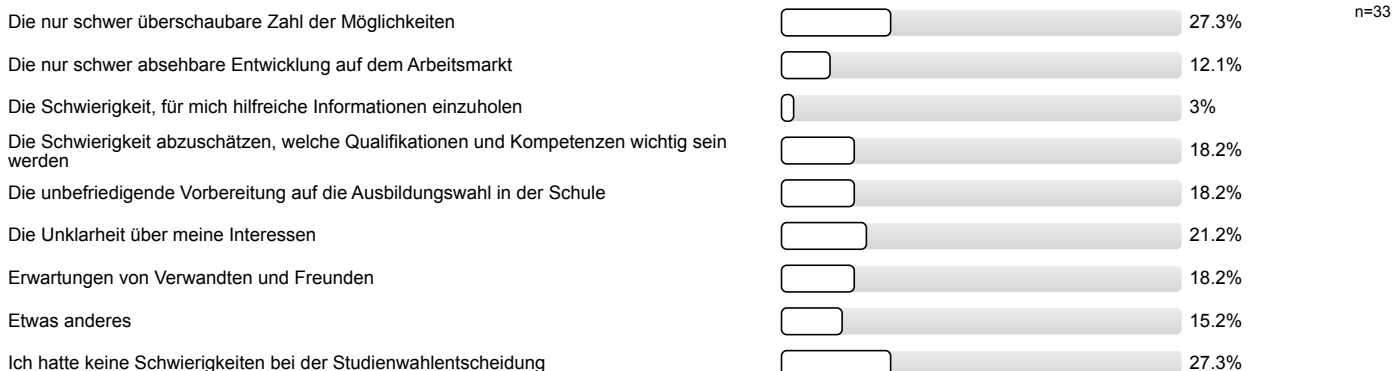 Die nur schwer überschaubare Zahl der Möglichkeiten 27.3% n=33
Die nur schwer absehbare Entwicklung auf dem Arbeitsmarkt 12.1%
Die Schwierigkeit, für mich hilfreiche Informationen einzuholen 3%
Die Schwierigkeit abzuschätzen, welche Qualifikationen und Kompetenzen wichtig sein
werden 18.2%
Die unbefriedigende Vorbereitung auf die Ausbildungswahl in der Schule 18.2%
Die Unklarheit über meine Interessen 21.2%
Erwartungen von Verwandten und Freunden 18.2%
Etwas anderes 15.2%
Ich hatte keine Schwierigkeiten bei der Studienwahlentscheidung 27.3%